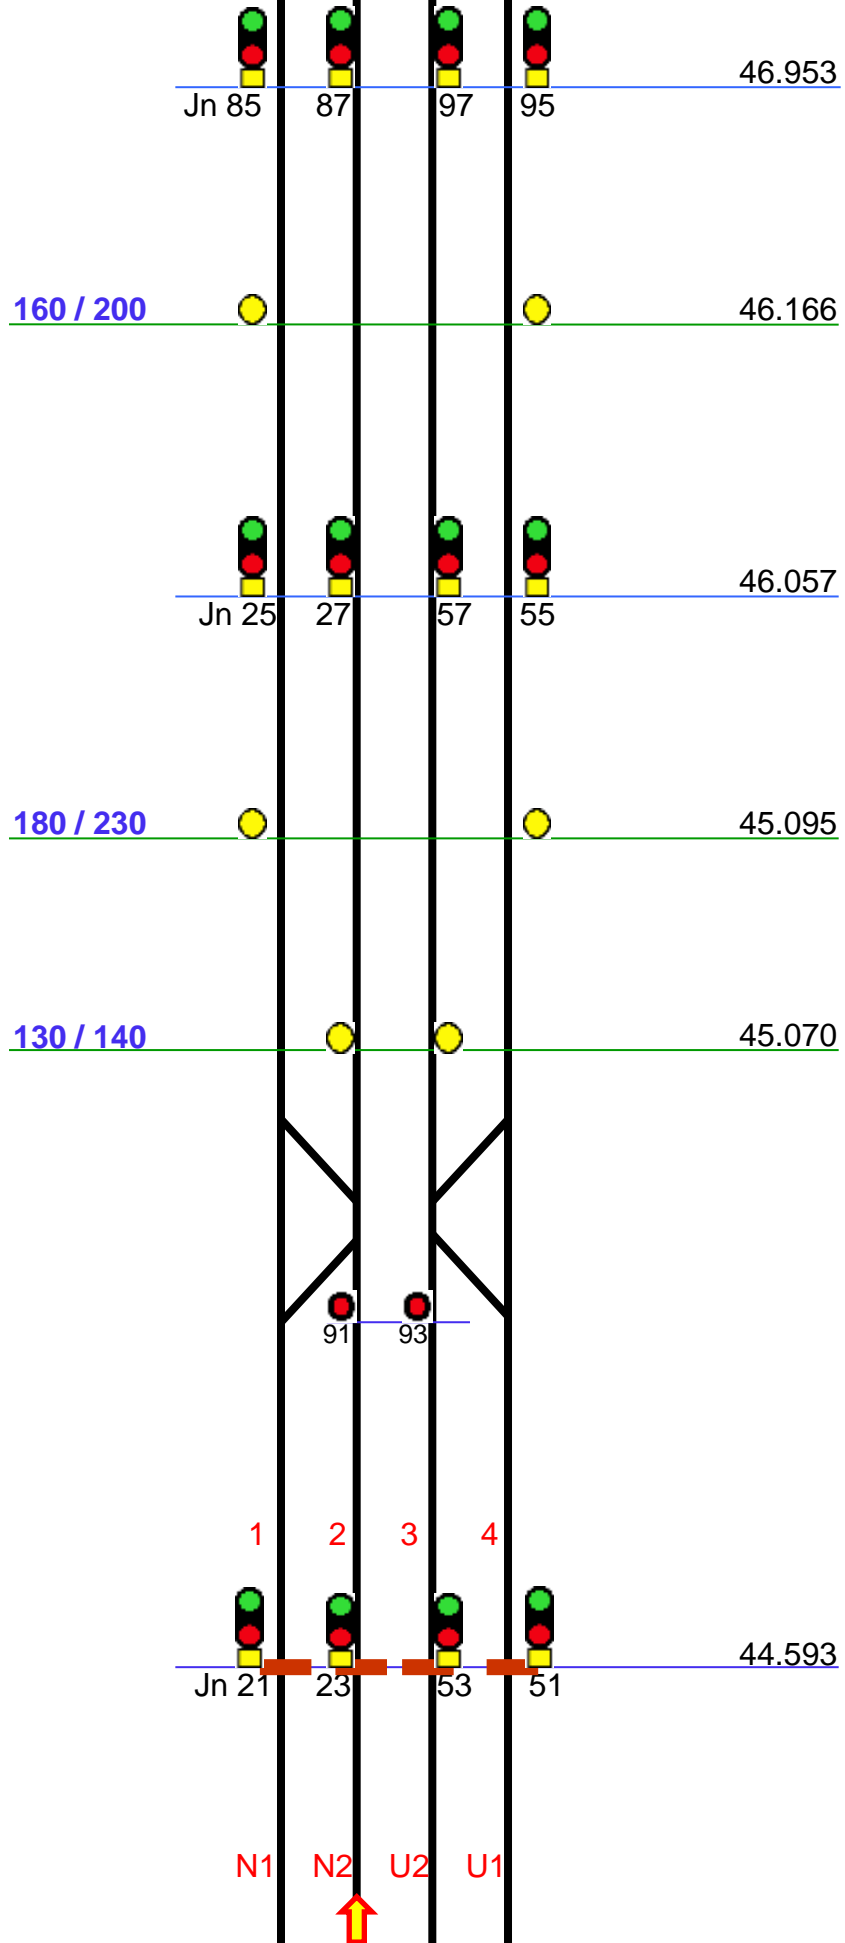 46.953
Jn 85 87 97 95
160 / 200 46.166
46.057
Jn 25 27 57 55
180 / 230 45.095
130 / 140 45.070
91 93
1 2 3 4
44.593
Jn 21 23 53 51
N1 N2 U2 U1